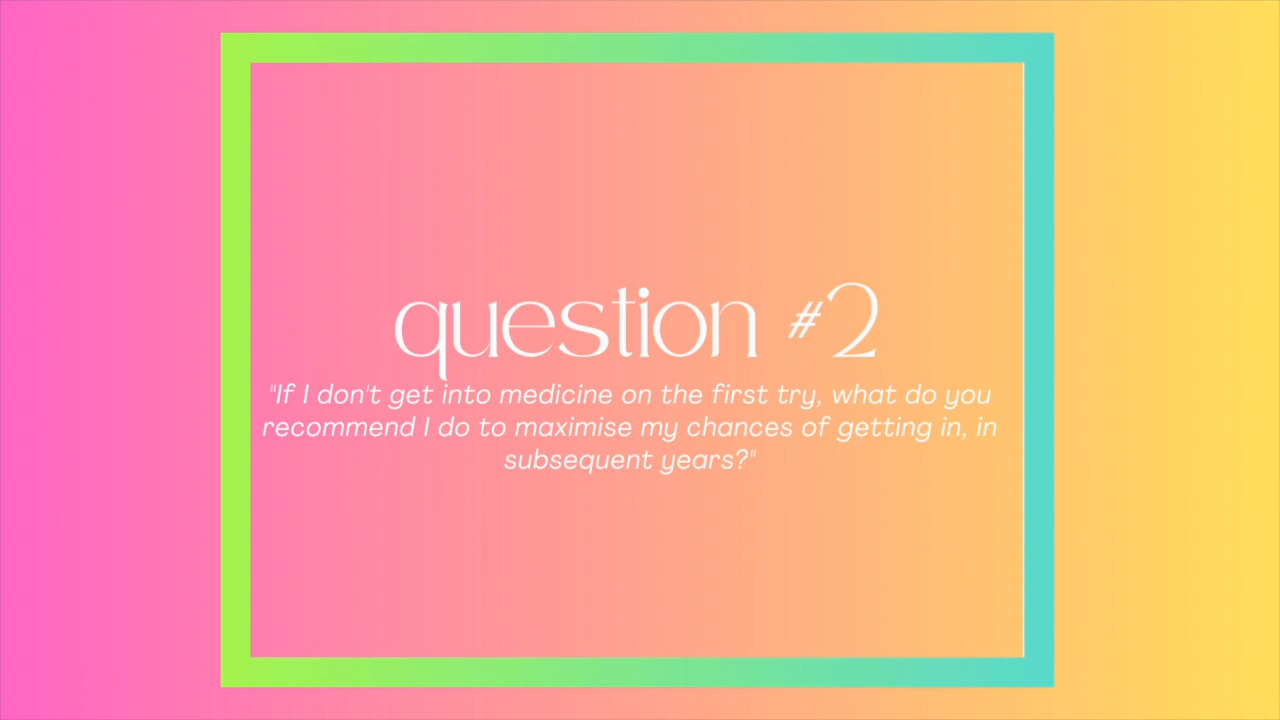 question #2
"If I don't get into medicine on the first try, what do you
recommend I do to maximise my chances of getting in, in
subsequent years?"